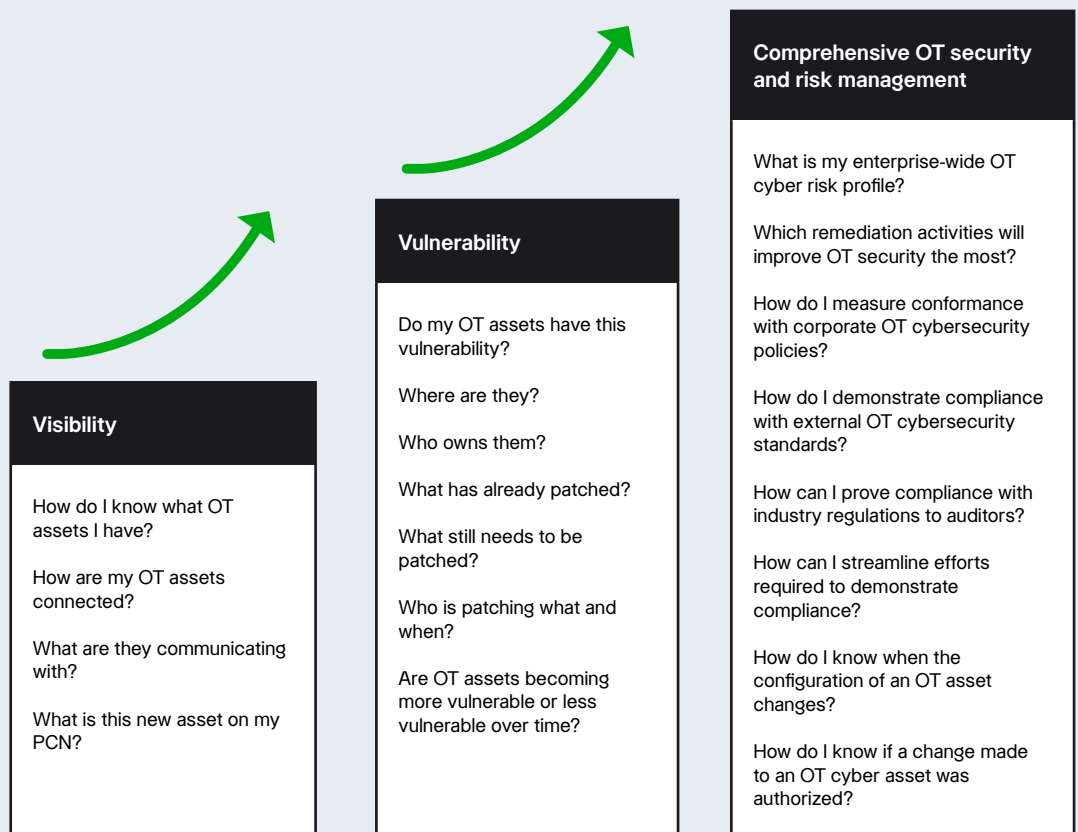 Visibility
How do I know what OT
assets I have?
How are my OT assets
connected?
What are they communicating
with?
What is this new asset on my
PCN?
Vulnerability
Do my OT assets have this
vulnerability?
Where are they?
Who owns them?
What has already patched?
What still needs to be
patched?
Who is patching what and
when?
Are OT assets becoming
more vulnerable or less
vulnerable over time?
Comprehensive OT security
and risk management
What is my enterprise-wide OT
cyber risk profile?
Which remediation activities will
improve OT security the most?
How do I measure conformance
with corporate OT cybersecurity
policies?
How do I demonstrate compliance
with external OT cybersecurity
standards?
How can I prove compliance with
industry regulations to auditors?
How can I streamline efforts
required to demonstrate
compliance?
How do I know when the
configuration of an OT asset
changes?
How do I know if a change made
to an OT cyber asset was
authorized?